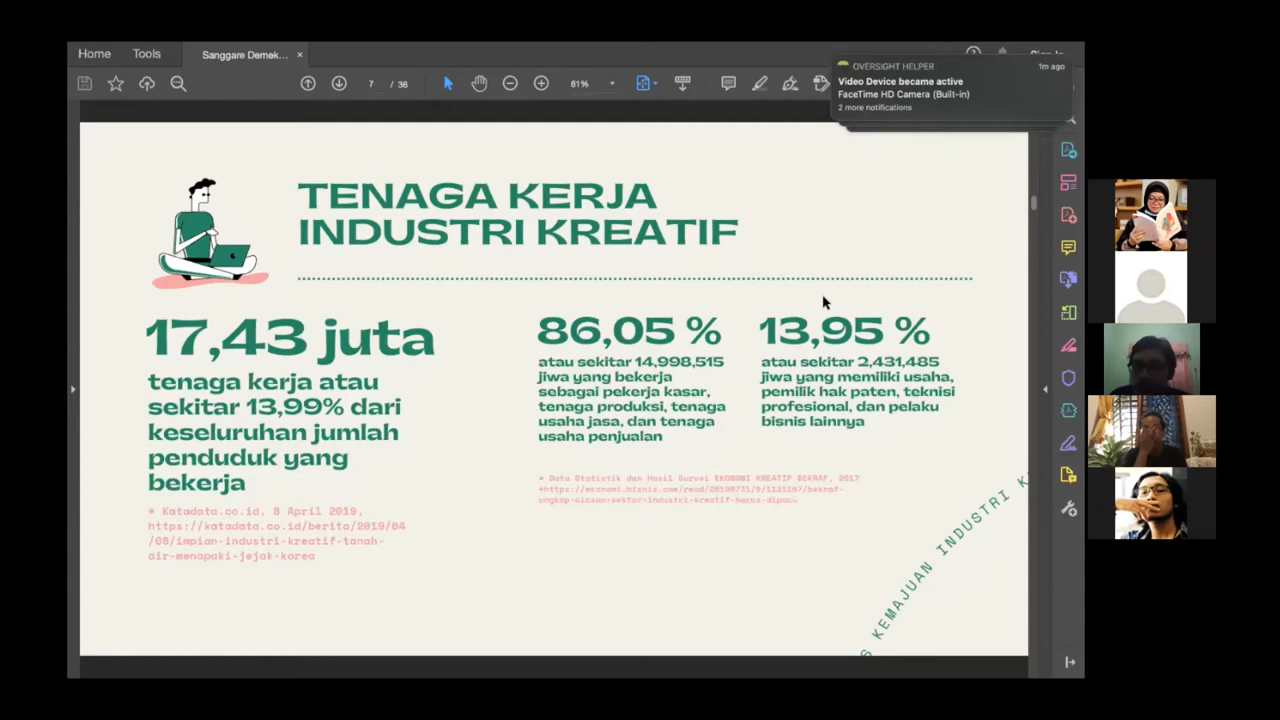 Home Tools Sanggare Demek... ×
7 / 36 61%
OVERSIGHT HELPER 1m ago
Video Device became active
FaceTime HD Camera (Built-in)
2 more notifications
TENAGA KERJA
INDUSTRI KREATIF
17,43 juta
tenaga kerja atau
sekitar 13,99% dari
keseluruhan jumlah
penduduk yang
bekerja
* Katadata.co.id, 8 April 2019,
https://katadata.co.id/berita/2019/04
/08/impian-industri-kreatif-tanah-
air-menapaki-jejak-korea
86,05 %
atau sekitar 14,998,515
jiwa yang bekerja
sebagai pekerja kasar,
tenaga produksi, tenaga
usaha jasa, dan tenaga
usaha penjualan
13,95 %
atau sekitar 2,431,485
jiwa yang memiliki usaha,
pemilik hak paten, teknisi
profesional, dan pelaku
bisnis lainnya
* Data Statistik dan Hasil Survei EKONOMI KREATIF BEKRAF, 2017
S KEMAJUAN INDUSTRI K